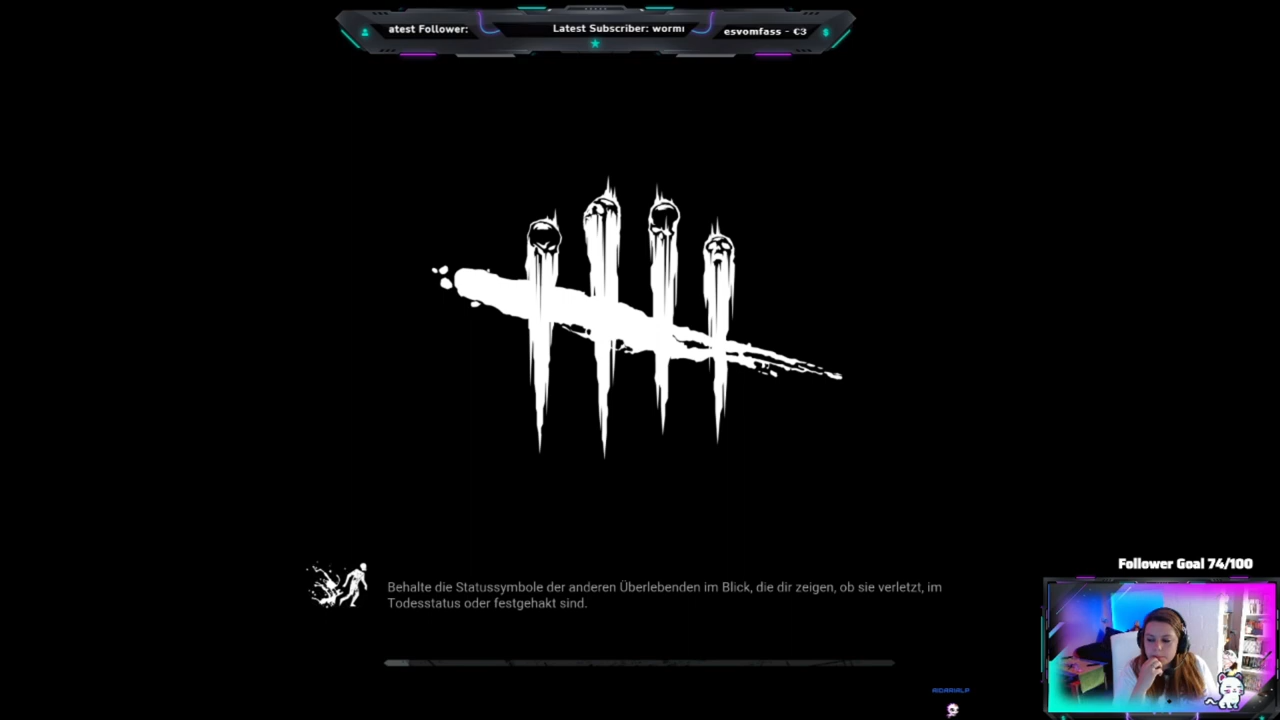 atest Follower:
Latest Subscriber: worm
esvomfass - €3
Behalte die Statussymbole der anderen Überlebenden im Blick, die dir zeigen, ob sie verletzt, im
Todesstatus oder festgehakt sind.
Follower Goal 74/100